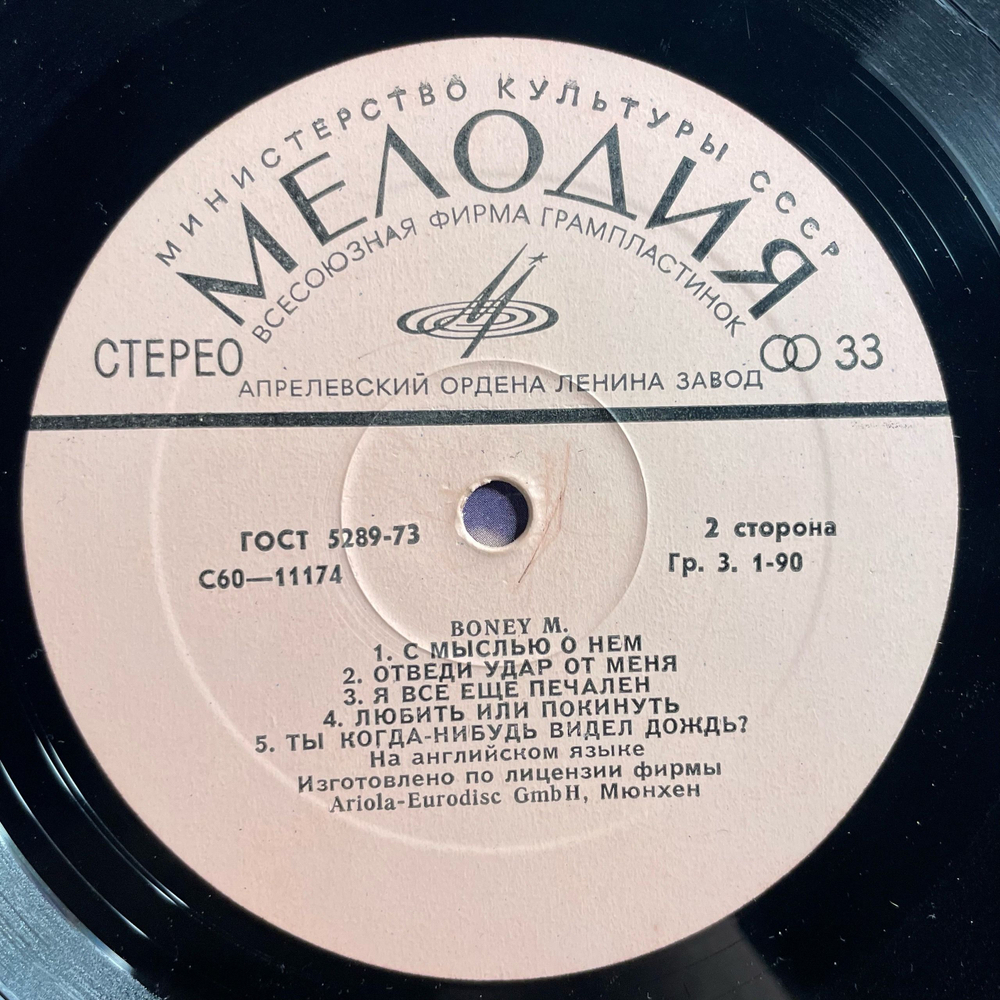 МИНИСТЕРСТВО КУЛЬТУРЫ СССР
МЕЛОДИЯ
ВСЕСОЮЗНАЯ ФИРМА ГРАМПЛАСТИНОК
СТЕРЕО
33
АПРЕЛЕВСКИЙ ОРДЕНА ЛЕНИНА ЗАВОД
ГОСТ 5289-73
2 сторона
С60—11174
Гр. 3. 1-90
BONEY M.
1. С МЫСЛЬЮ О НЕМ
2. ОТВЕДИ УДАР ОТ МЕНЯ
3. Я ВСЕ ЕЩЕ ПЕЧАЛЕН
4. ЛЮБИТЬ ИЛИ ПОКИНУТЬ
5. ТЫ КОГДА-НИБУДЬ ВИДЕЛ ДОЖДЬ?
На английском языке
Изготовлено по лицензии фирмы
Ariola-Eurodisc GmbH, Мюнхен